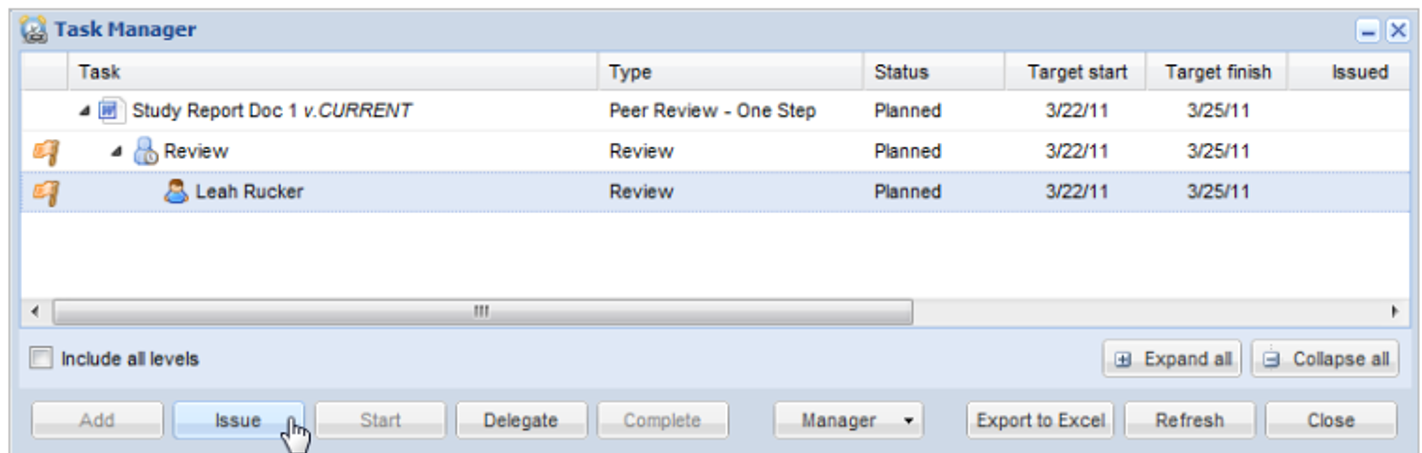 Task Manager
Task Type Status Target start Target finish Issued
Study Report Doc 1 v.CURRENT Peer Review - One Step Planned 3/22/11 3/25/11
Review Review Planned 3/22/11 3/25/11
Leah Rucker Review Planned 3/22/11 3/25/11
Include all levels Expand all Collapse all
Add Issue Start Delegate Complete Manager Export to Excel Refresh Close